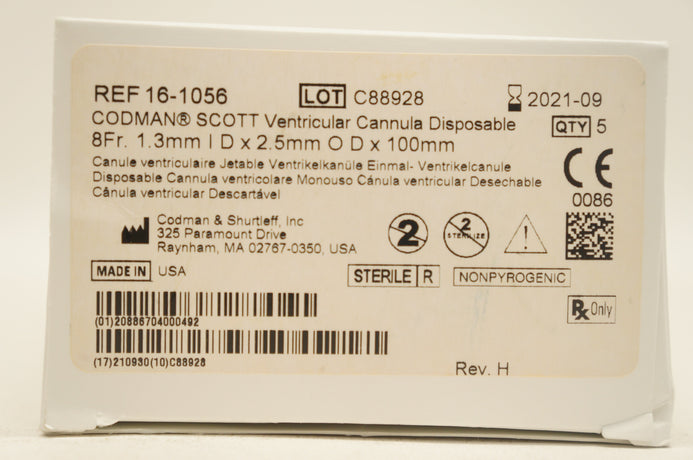 REF 16-1056
LOT C88928
2021-09
CODMAN® SCOTT Ventricular Cannula Disposable
QTY 5
8Fr. 1.3mm I D x 2.5mm O D x 100mm
Canule ventriculaire Jetable Ventrikelkanüle Einmal- Ventrikelcanule
Disposable Cannula ventricolare Monouso Cánula ventricular Desechable
Cânula ventricular Descartável
CE
0086
Codman & Shurtleff, Inc
325 Paramount Drive
Raynham, MA 02767-0350, USA
2
2
STERILIZE
!
MADE IN USA
STERILE R
NONPYROGENIC
(01)20886704000492
Rx Only
(17)210930(10)C88928
Rev. H